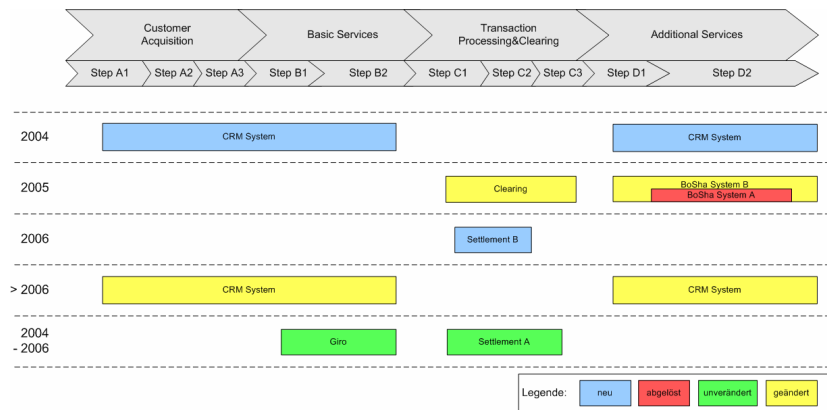 Customer
Acquisition
Basic Services
Transaction
Processing&Clearing
Additional Services
Step A1
Step A2
Step A3
Step B1
Step B2
Step C1
Step C2
Step C3
Step D1
Step D2
2004
CRM System
CRM System
2005
Clearing
BoSha System B
BoSha System A
2006
Settlement B
> 2006
CRM System
CRM System
2004
- 2006
Giro
Settlement A
Legende:
neu
abgelöst
unverändert
geändert